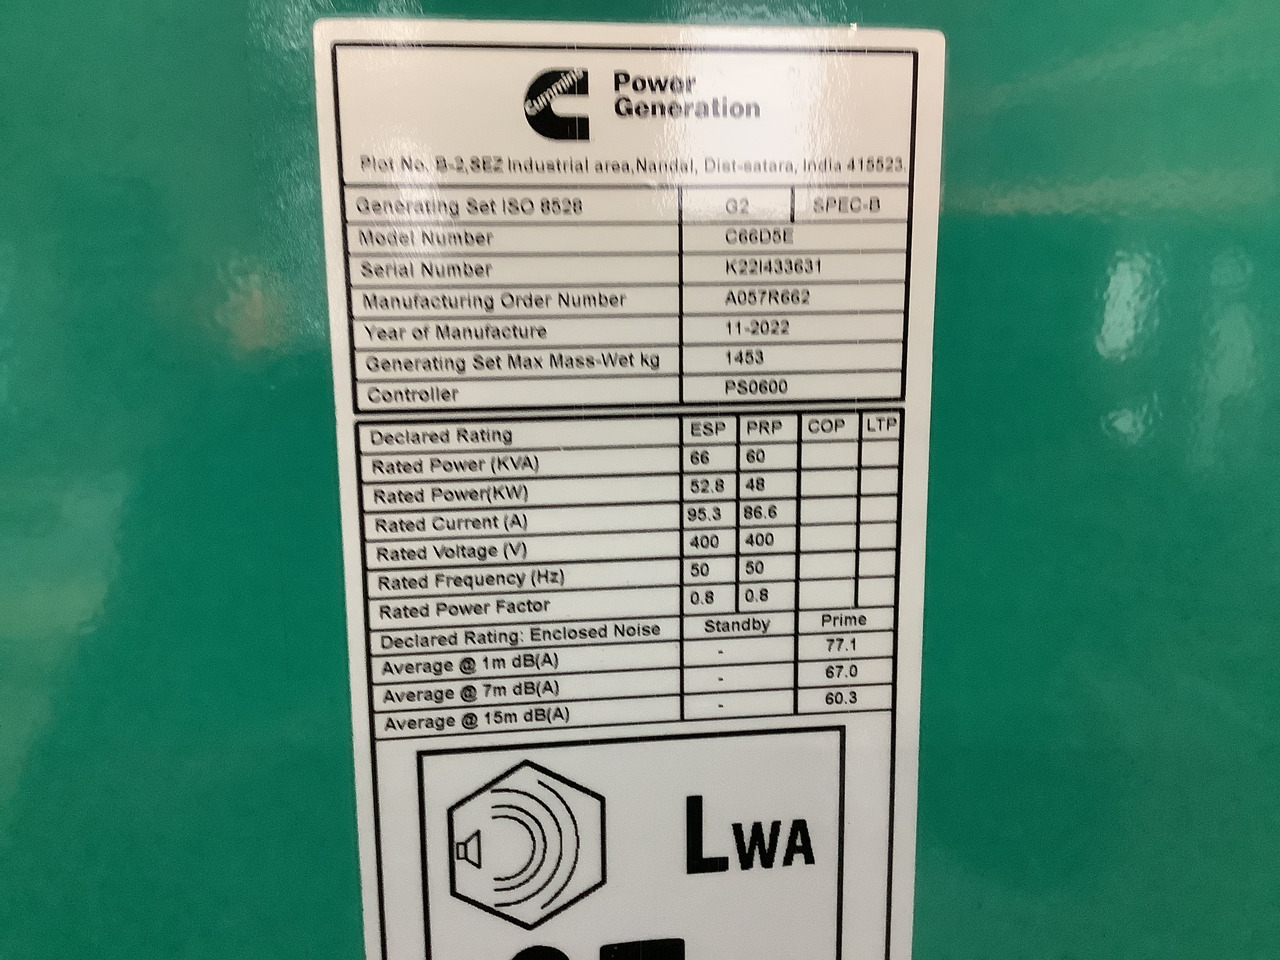 Cummins
Power
Generation
Plot No. B-2,SEZ Industrial area,Nandal, Dist-satara, India 415523.
Generating Set ISO 8528 G2 SPEC-B
Model Number C66D5E
Serial Number K22I433631
Manufacturing Order Number A057R662
Year of Manufacture 11-2022
Generating Set Max Mass-Wet kg 1453
Controller PS0600
Declared Rating ESP PRP COP LTP
Rated Power (KVA) 66 60
Rated Power(KW) 52.8 48
Rated Current (A) 95.3 86.6
Rated Voltage (V) 400 400
Rated Frequency (Hz) 50 50
Rated Power Factor 0.8 0.8
Declared Rating: Enclosed Noise Standby Prime
Average @ 1m dB(A) - 77.1
Average @ 7m dB(A) - 67.0
Average @ 15m dB(A) - 60.3
LWA